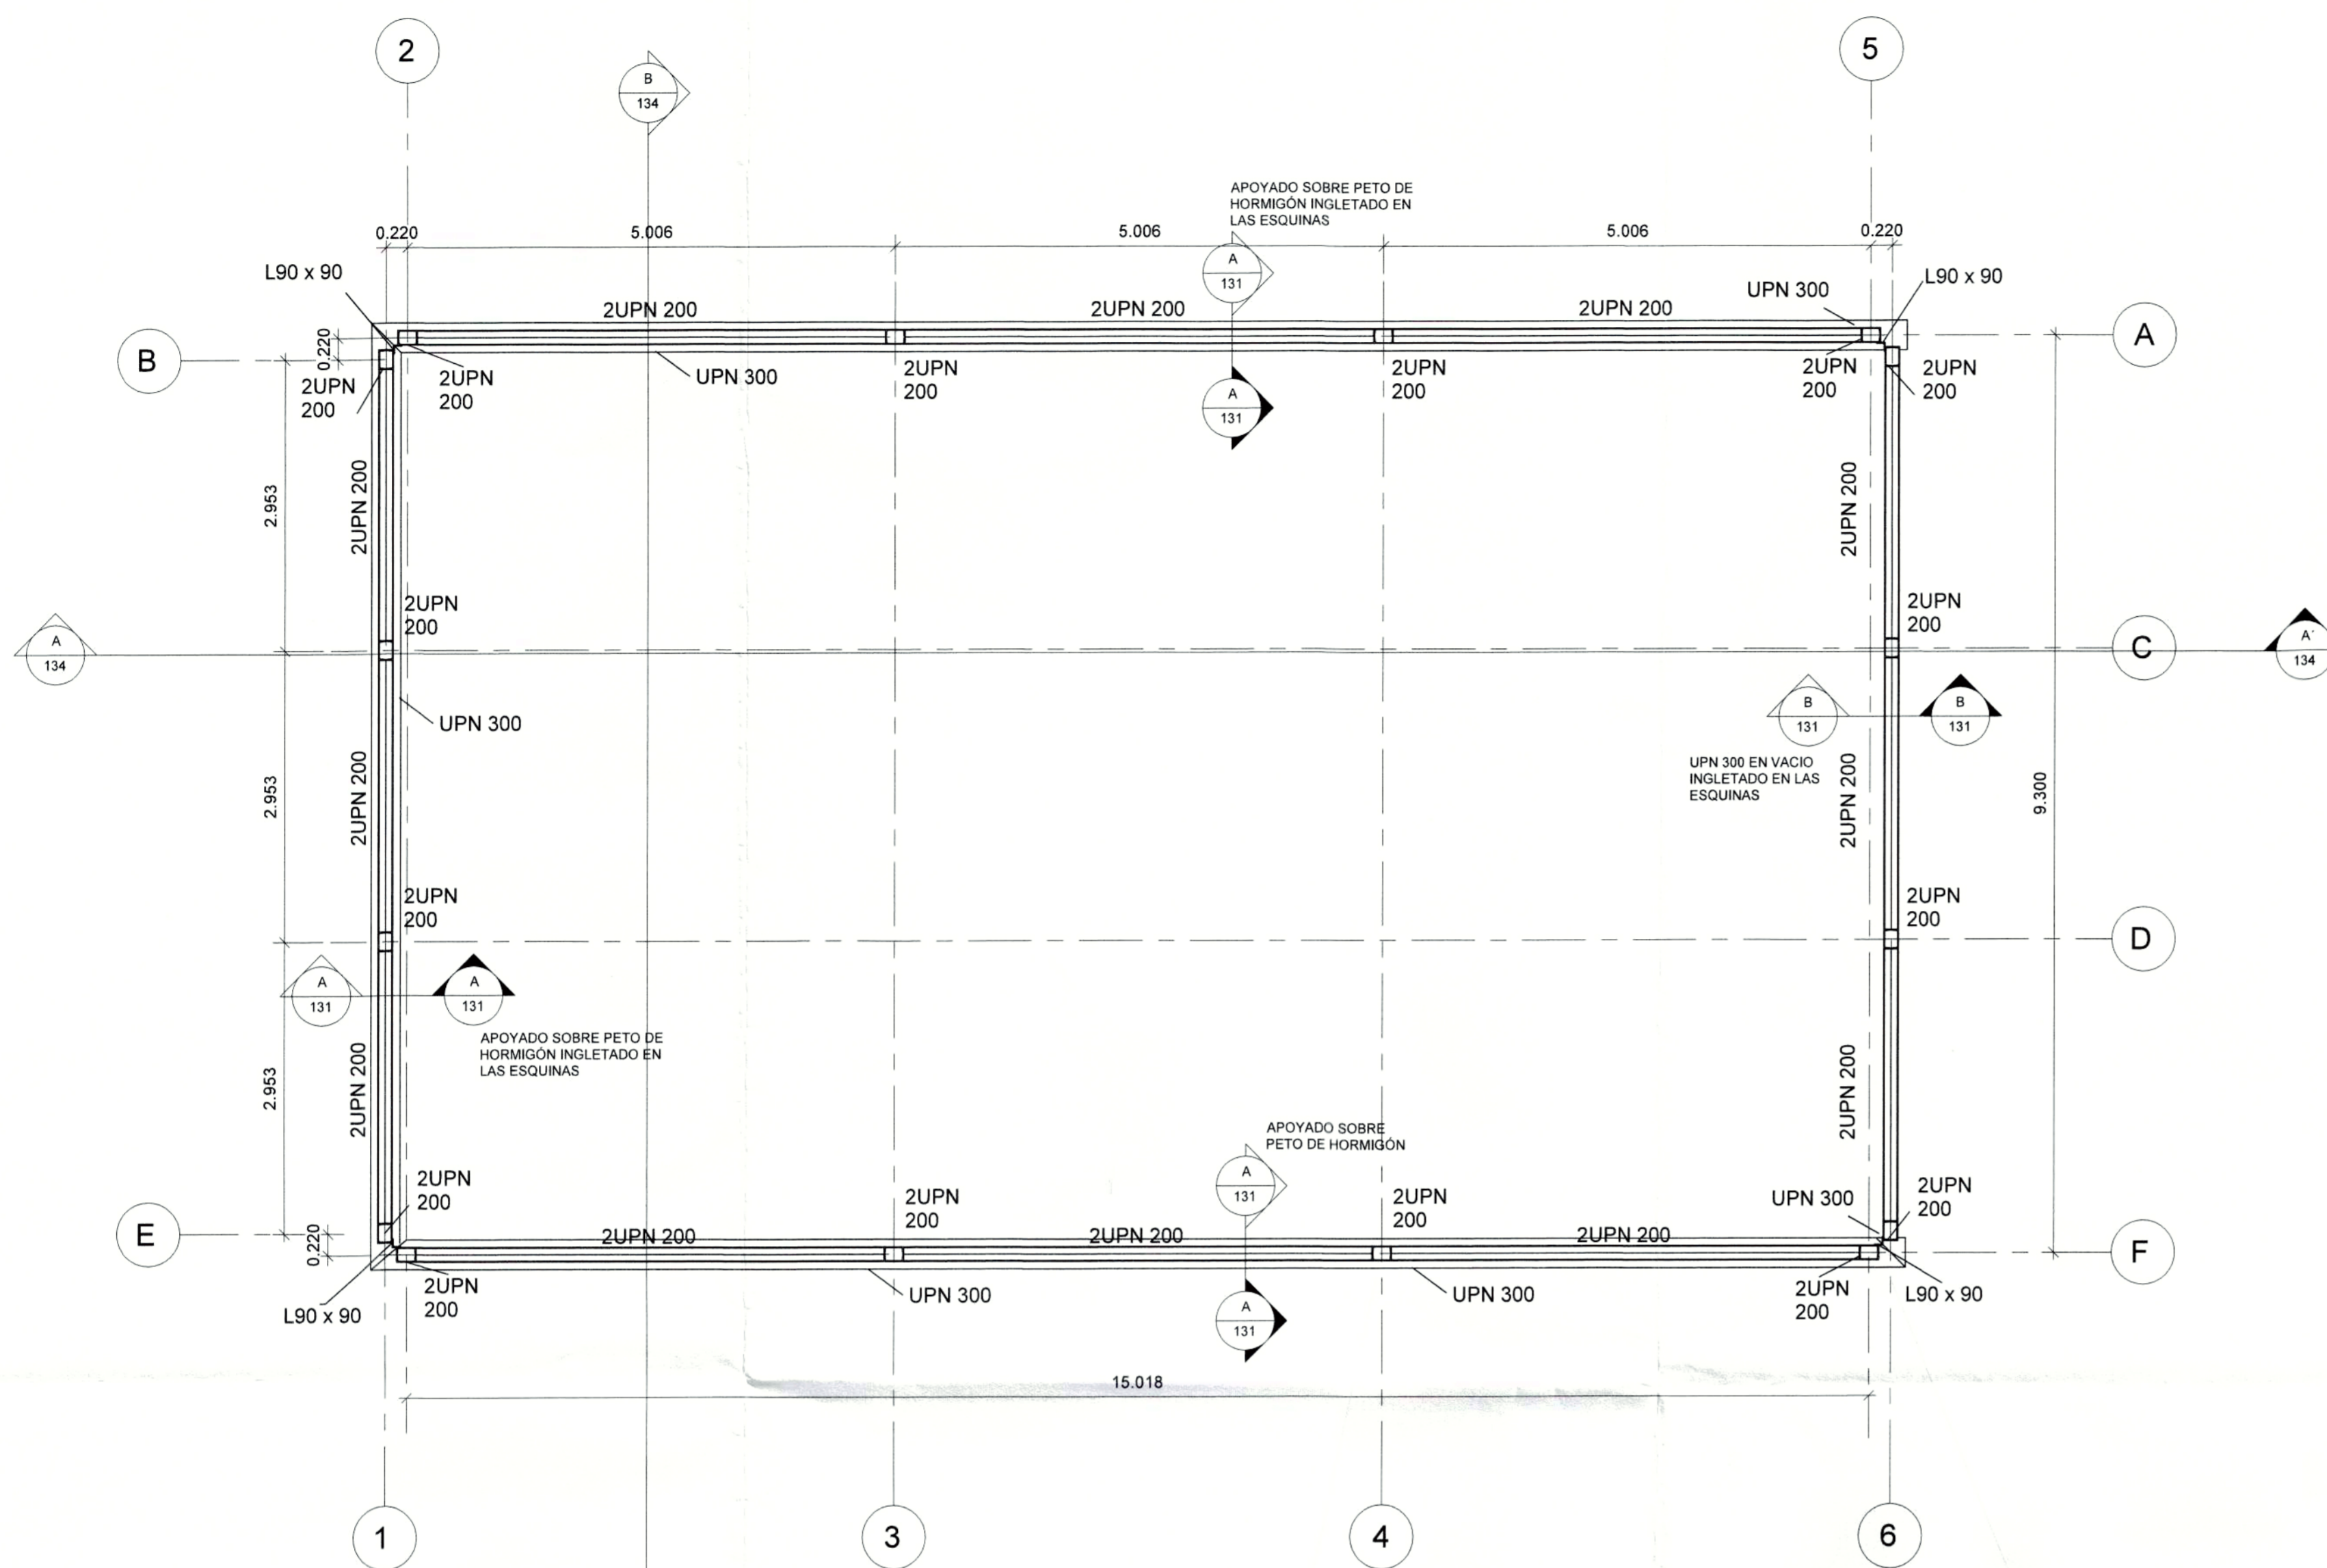 2
5
B
134
APOYADO SOBRE PETO DE
HORMIGÓN INGLETADO EN
LAS ESQUINAS
0.220
5.006
5.006
5.006
0.220
A
131
L90 x 90
L90 x 90
2UPN 200
2UPN 200
2UPN 200
UPN 300
B
A
0.220
2UPN
200
2UPN
200
UPN 300
2UPN
200
A
131
2UPN
200
2UPN
200
2UPN
200
2.953
2UPN 200
2UPN 200
2UPN
200
2UPN
200
A
134
C
A´
134
UPN 300
B
131
B
131
UPN 300 EN VACIO
INGLETADO EN LAS
ESQUINAS
2.953
2UPN 200
2UPN 200
9.300
2UPN
200
2UPN
200
D
A
131
A
131
APOYADO SOBRE PETO DE
HORMIGÓN INGLETADO EN
LAS ESQUINAS
2.953
2UPN 200
2UPN 200
APOYADO SOBRE
PETO DE HORMIGÓN
A
131
2UPN
200
2UPN
200
2UPN
200
UPN 300
2UPN
200
E
0.220
2UPN 200
2UPN 200
2UPN 200
F
L90 x 90
2UPN
200
UPN 300
A
131
UPN 300
2UPN
200
L90 x 90
15.018
1
3
4
6